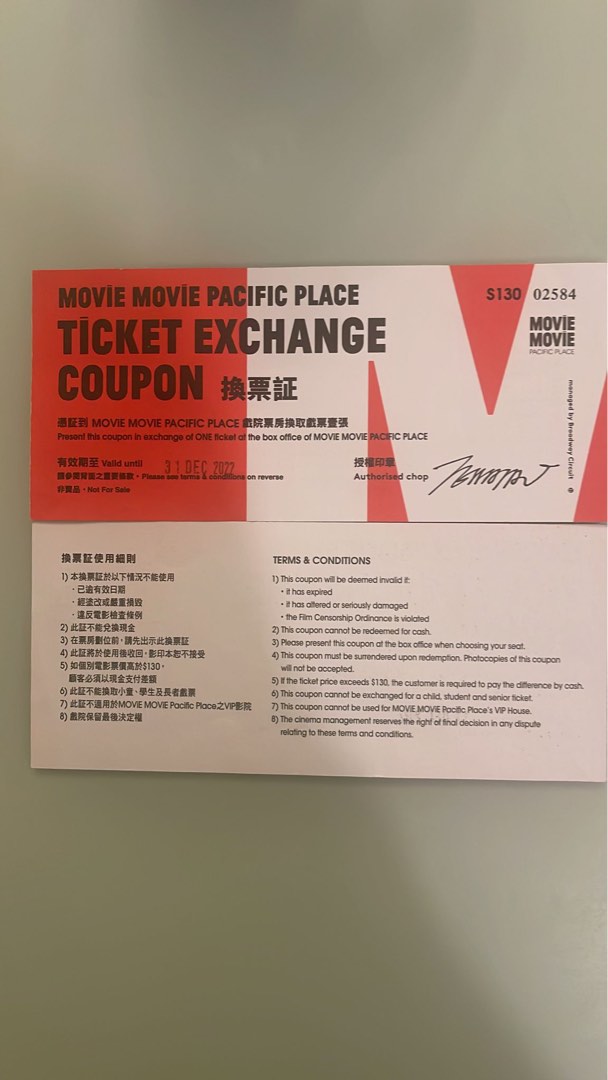 MOViE MOViE PACiFiC PLACE
TiCKET EXCHANGE
COUPON 換票証
憑証到 MOVIE MOVIE PACIFIC PLACE 戲院票房換取戲票壹張
Present this coupon in exchange of ONE ticket at the box office of MOVIE MOVIE PACIFIC PLACE
有效期至 Valid until 31 DEC 2022
請參閱背面之重要條款・Please see terms & conditions on reverse
非賣品・Not For Sale
授權印章
Authorised chop
S130 02584
MOViE
MOViE
PACIFIC PLACE
managed by Broadway Circuit
換票証使用細則
1) 本換票証於以下情況不能使用
・已逾有效日期
・經塗改或嚴重損毀
・違反電影檢查條例
2) 此証不能兌換現金
3) 在票房劃位前，請先出示此換票証
4) 此証將於使用後收回，影印本恕不接受
5) 如個別電影票價高於$130，
顧客必須以現金支付差額
6) 此証不能換取小童、學生及長者戲票
7) 此証不適用於MOVIE MOVIE Pacific Place之VIP影院
8) 戲院保留最後決定權
TERMS & CONDITIONS
1) This coupon will be deemed invalid if:
• it has expired
• it has altered or seriously damaged
• the Film Censorship Ordinance is violated
2) This coupon cannot be redeemed for cash.
3) Please present this coupon at the box office when choosing your seat.
4) This coupon must be surrendered upon redemption. Photocopies of this coupon
will not be accepted.
5) If the ticket price exceeds $130, the customer is required to pay the difference by cash.
6) This coupon cannot be exchanged for a child, student and senior ticket.
7) This coupon cannot be used for MOVIE MOVIE Pacific Place's VIP House.
8) The cinema management reserves the right of final decision in any dispute
relating to these terms and conditions.